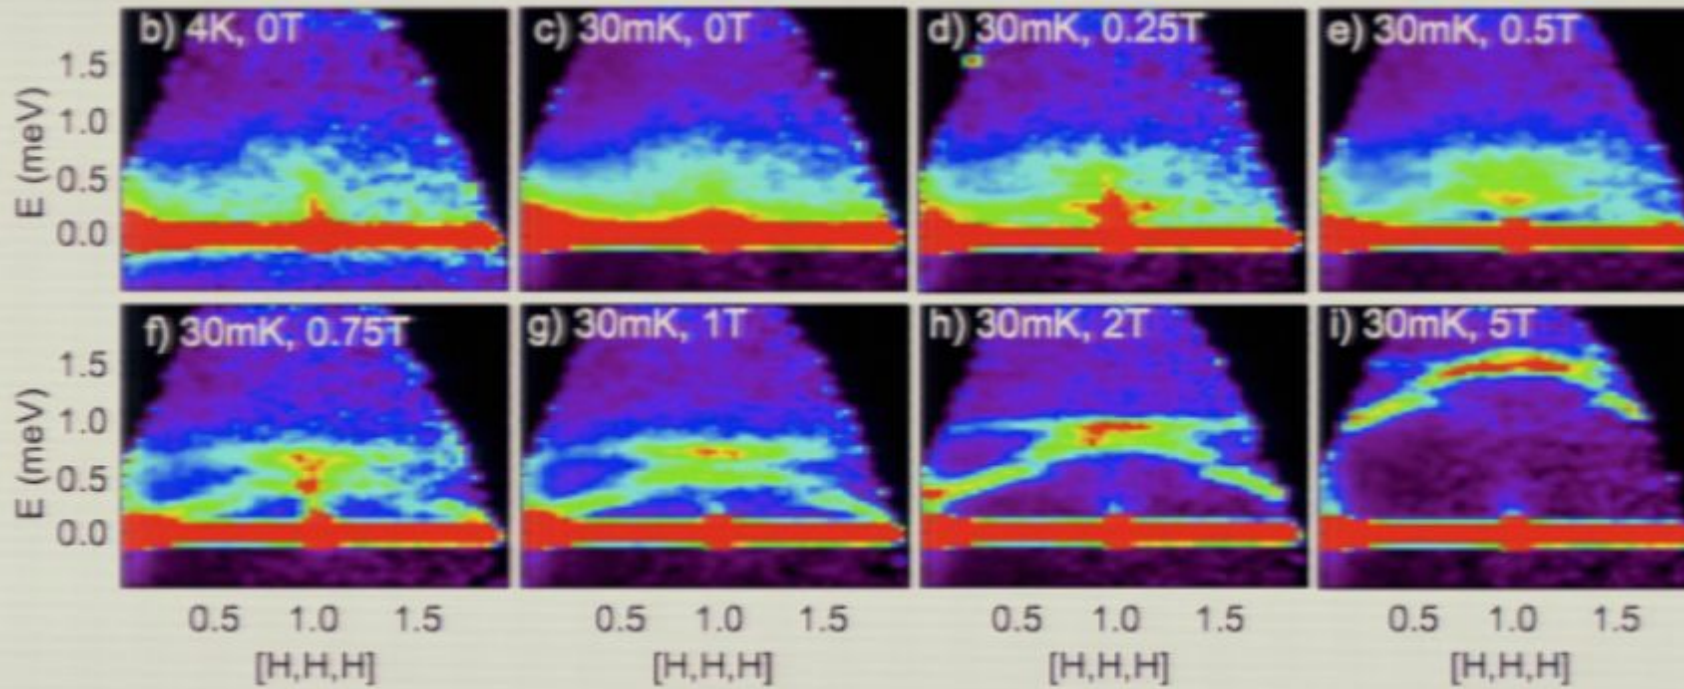 b) 4K, 0T
c) 30mK, 0T
d) 30mK, 0.25T
e) 30mK, 0.5T
E (meV)
1.5
1.0
0.5
0.0
f) 30mK, 0.75T
g) 30mK, 1T
h) 30mK, 2T
i) 30mK, 5T
E (meV)
1.5
1.0
0.5
0.0
0.5 1.0 1.5
0.5 1.0 1.5
0.5 1.0 1.5
0.5 1.0 1.5
[H,H,H]
[H,H,H]
[H,H,H]
[H,H,H]